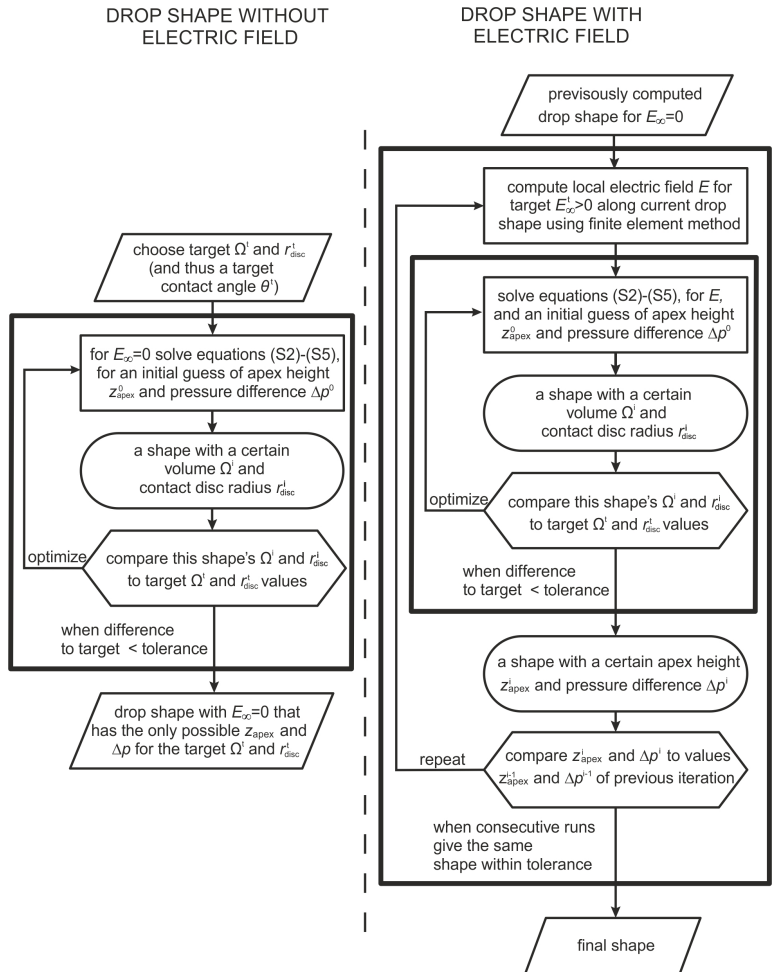 DROP SHAPE WITHOUT
ELECTRIC FIELD
choose target Ωᵗ and rᵗdisc
(and thus a target
contact angle θᵗ)
for E∞=0 solve equations (S2)-(S5),
for an initial guess of apex height
z⁰apex and pressure difference Δp⁰
a shape with a certain
volume Ωⁱ and
contact disc radius rⁱdisc
optimize
compare this shape's Ωⁱ and rⁱdisc
to target Ωᵗ and rᵗdisc values
when difference
to target < tolerance
drop shape with E∞=0 that
has the only possible zapex and
Δp for the target Ωᵗ and rᵗdisc
DROP SHAPE WITH
ELECTRIC FIELD
previsously computed
drop shape for E∞=0
compute local electric field E for
target Eᵗ∞>0 along current drop
shape using finite element method
solve equations (S2)-(S5), for E,
and an initial guess of apex height
z⁰apex and pressure difference Δp⁰
a shape with a certain
volume Ωⁱ and
contact disc radius rⁱdisc
optimize
compare this shape's Ωⁱ and rⁱdisc
to target Ωᵗ and rᵗdisc values
when difference
to target < tolerance
a shape with a certain apex height
zⁱapex and pressure difference Δpⁱ
repeat
compare zⁱapex and Δpⁱ to values
zⁱ⁻¹apex and Δpⁱ⁻¹ of previous iteration
when consecutive runs
give the same
shape within tolerance
final shape